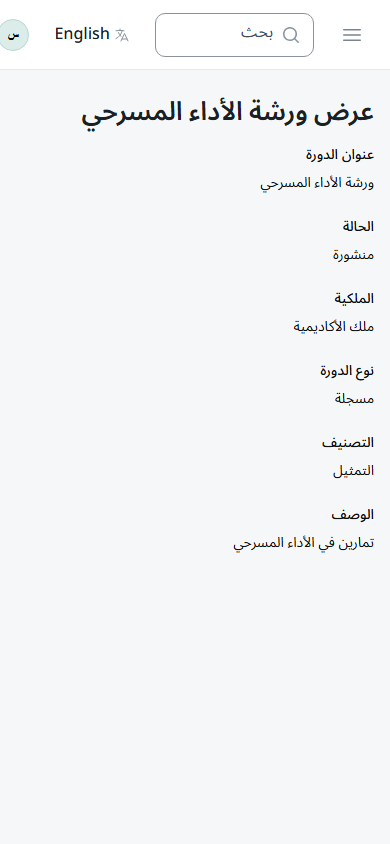 بحث
English
س
عرض ورشة الأداء المسرحي
عنوان الدورة
ورشة الأداء المسرحي
الحالة
منشورة
الملكية
ملك الأكاديمية
نوع الدورة
مسجلة
التصنيف
التمثيل
الوصف
تمارين في الأداء المسرحي